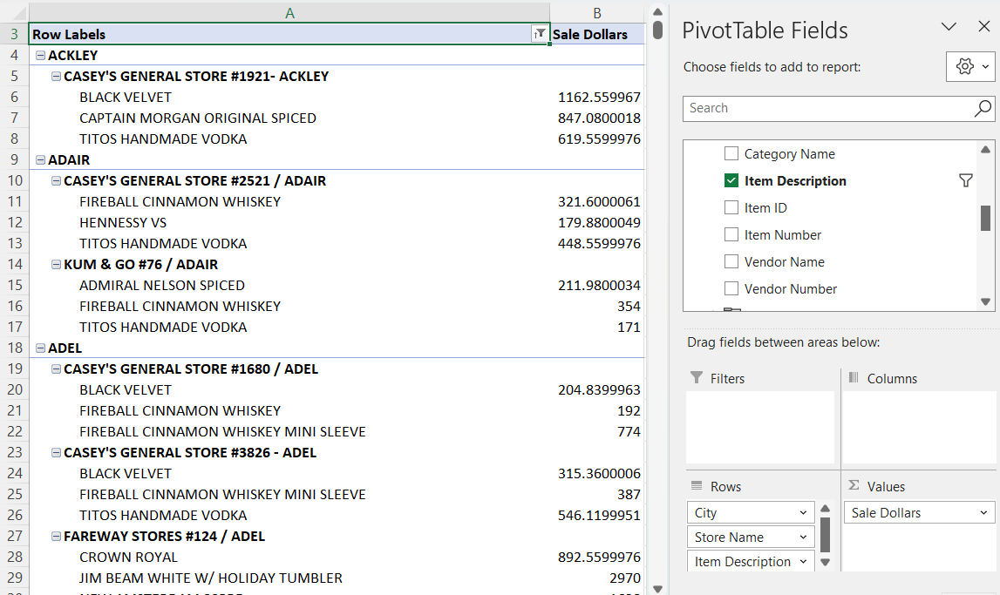 A B
3 Row Labels Sale Dollars
4 ACKLEY
5 CASEY'S GENERAL STORE #1921- ACKLEY
6 BLACK VELVET 1162.559967
7 CAPTAIN MORGAN ORIGINAL SPICED 847.0800018
8 TITOS HANDMADE VODKA 619.5599976
9 ADAIR
10 CASEY'S GENERAL STORE #2521 / ADAIR
11 FIREBALL CINNAMON WHISKEY 321.6000061
12 HENNESSY VS 179.8800049
13 TITOS HANDMADE VODKA 448.5599976
14 KUM & GO #76 / ADAIR
15 ADMIRAL NELSON SPICED 211.9800034
16 FIREBALL CINNAMON WHISKEY 354
17 TITOS HANDMADE VODKA 171
18 ADEL
19 CASEY'S GENERAL STORE #1680 / ADEL
20 BLACK VELVET 204.8399963
21 FIREBALL CINNAMON WHISKEY 192
22 FIREBALL CINNAMON WHISKEY MINI SLEEVE 774
23 CASEY'S GENERAL STORE #3826 - ADEL
24 BLACK VELVET 315.3600006
25 FIREBALL CINNAMON WHISKEY MINI SLEEVE 387
26 TITOS HANDMADE VODKA 546.1199951
27 FAREWAY STORES #124 / ADEL
28 CROWN ROYAL 892.5599976
29 JIM BEAM WHITE W/ HOLIDAY TUMBLER 2970
PivotTable Fields
Choose fields to add to report:
Search
Category Name
Item Description
Item ID
Item Number
Vendor Name
Vendor Number
Drag fields between areas below:
Filters
Columns
Rows
City
Store Name
Item Description
Values
Sale Dollars